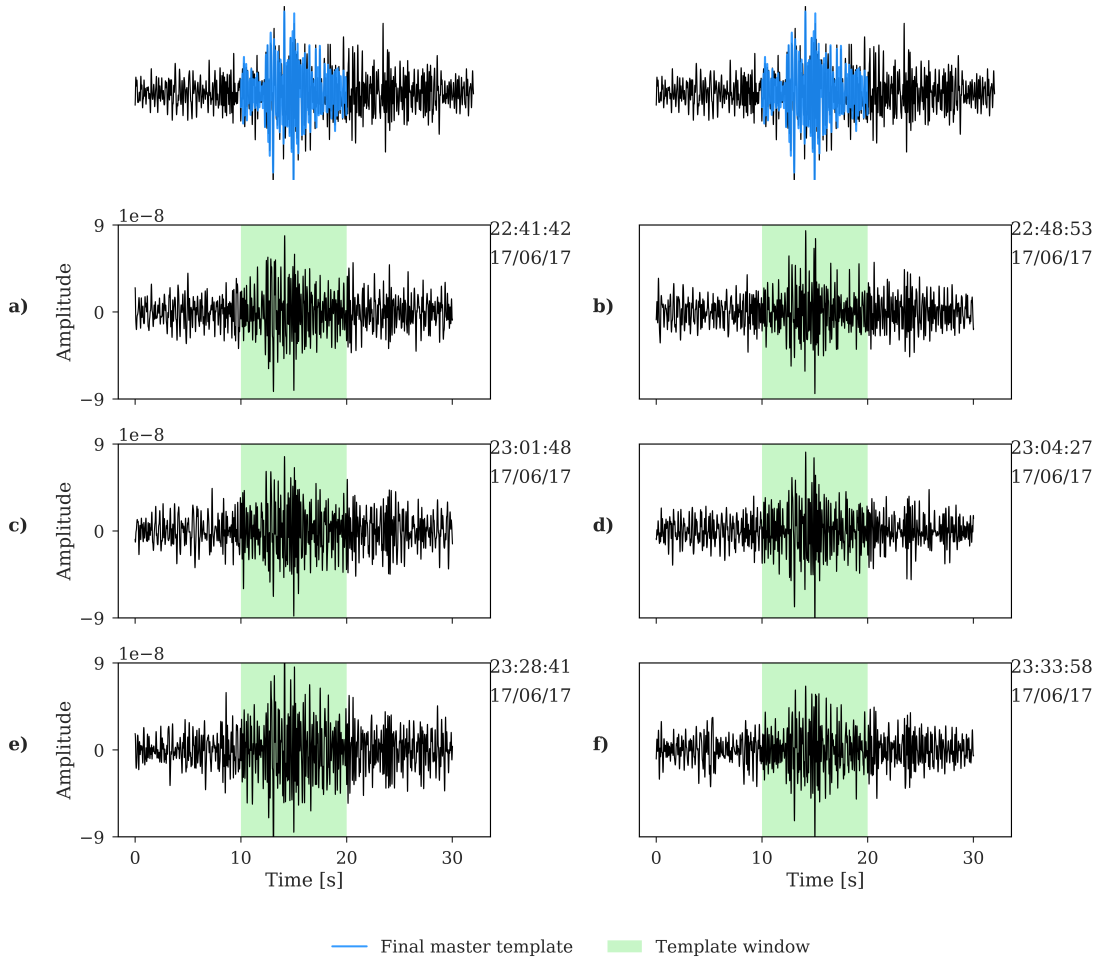 1e−8
9
0
−9
Amplitude
a)
22:41:42
17/06/17
b)
22:48:53
17/06/17
1e−8
9
0
−9
Amplitude
c)
23:01:48
17/06/17
d)
23:04:27
17/06/17
1e−8
9
0
−9
Amplitude
e)
23:28:41
17/06/17
f)
23:33:58
17/06/17
0 10 20 30
Time [s]
0 10 20 30
Time [s]
Final master template
Template window